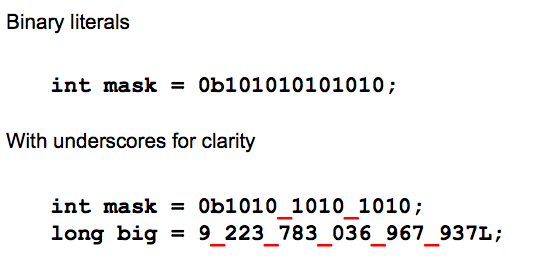 Binary literals
int mask = 0b101010101010;
With underscores for clarity
int mask = 0b1010_1010_1010;
long big = 9_223_783_036_967_937L;